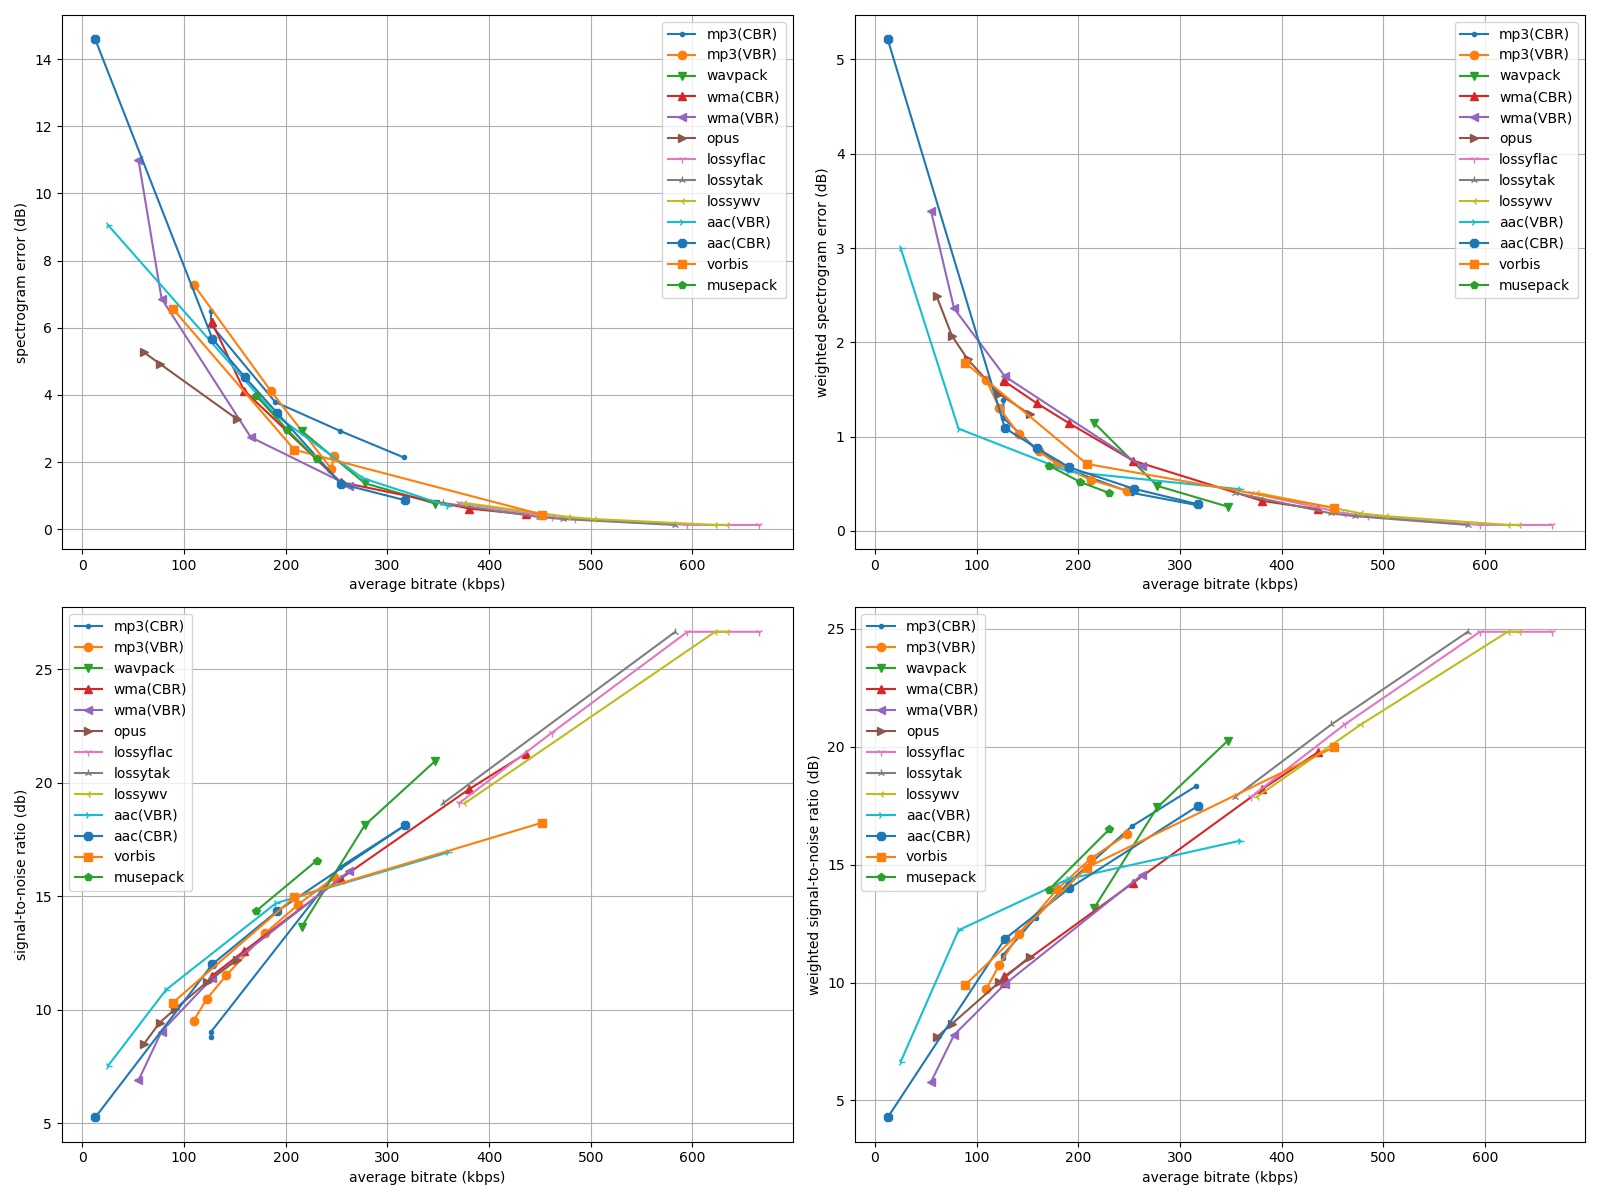 14
12
10
8
6
4
2
0
spectrogram error (dB)
0 100 200 300 400 500 600
average bitrate (kbps)
mp3(CBR)
mp3(VBR)
wavpack
wma(CBR)
wma(VBR)
opus
lossyflac
lossytak
lossywv
aac(VBR)
aac(CBR)
vorbis
musepack
5
4
3
2
1
0
weighted spectrogram error (dB)
0 100 200 300 400 500 600
average bitrate (kbps)
mp3(CBR)
mp3(VBR)
wavpack
wma(CBR)
wma(VBR)
opus
lossyflac
lossytak
lossywv
aac(VBR)
aac(CBR)
vorbis
musepack
25
20
15
10
5
signal-to-noise ratio (db)
0 100 200 300 400 500 600
average bitrate (kbps)
mp3(CBR)
mp3(VBR)
wavpack
wma(CBR)
wma(VBR)
opus
lossyflac
lossytak
lossywv
aac(VBR)
aac(CBR)
vorbis
musepack
25
20
15
10
5
weighted signal-to-noise ratio (dB)
0 100 200 300 400 500 600
average bitrate (kbps)
mp3(CBR)
mp3(VBR)
wavpack
wma(CBR)
wma(VBR)
opus
lossyflac
lossytak
lossywv
aac(VBR)
aac(CBR)
vorbis
musepack